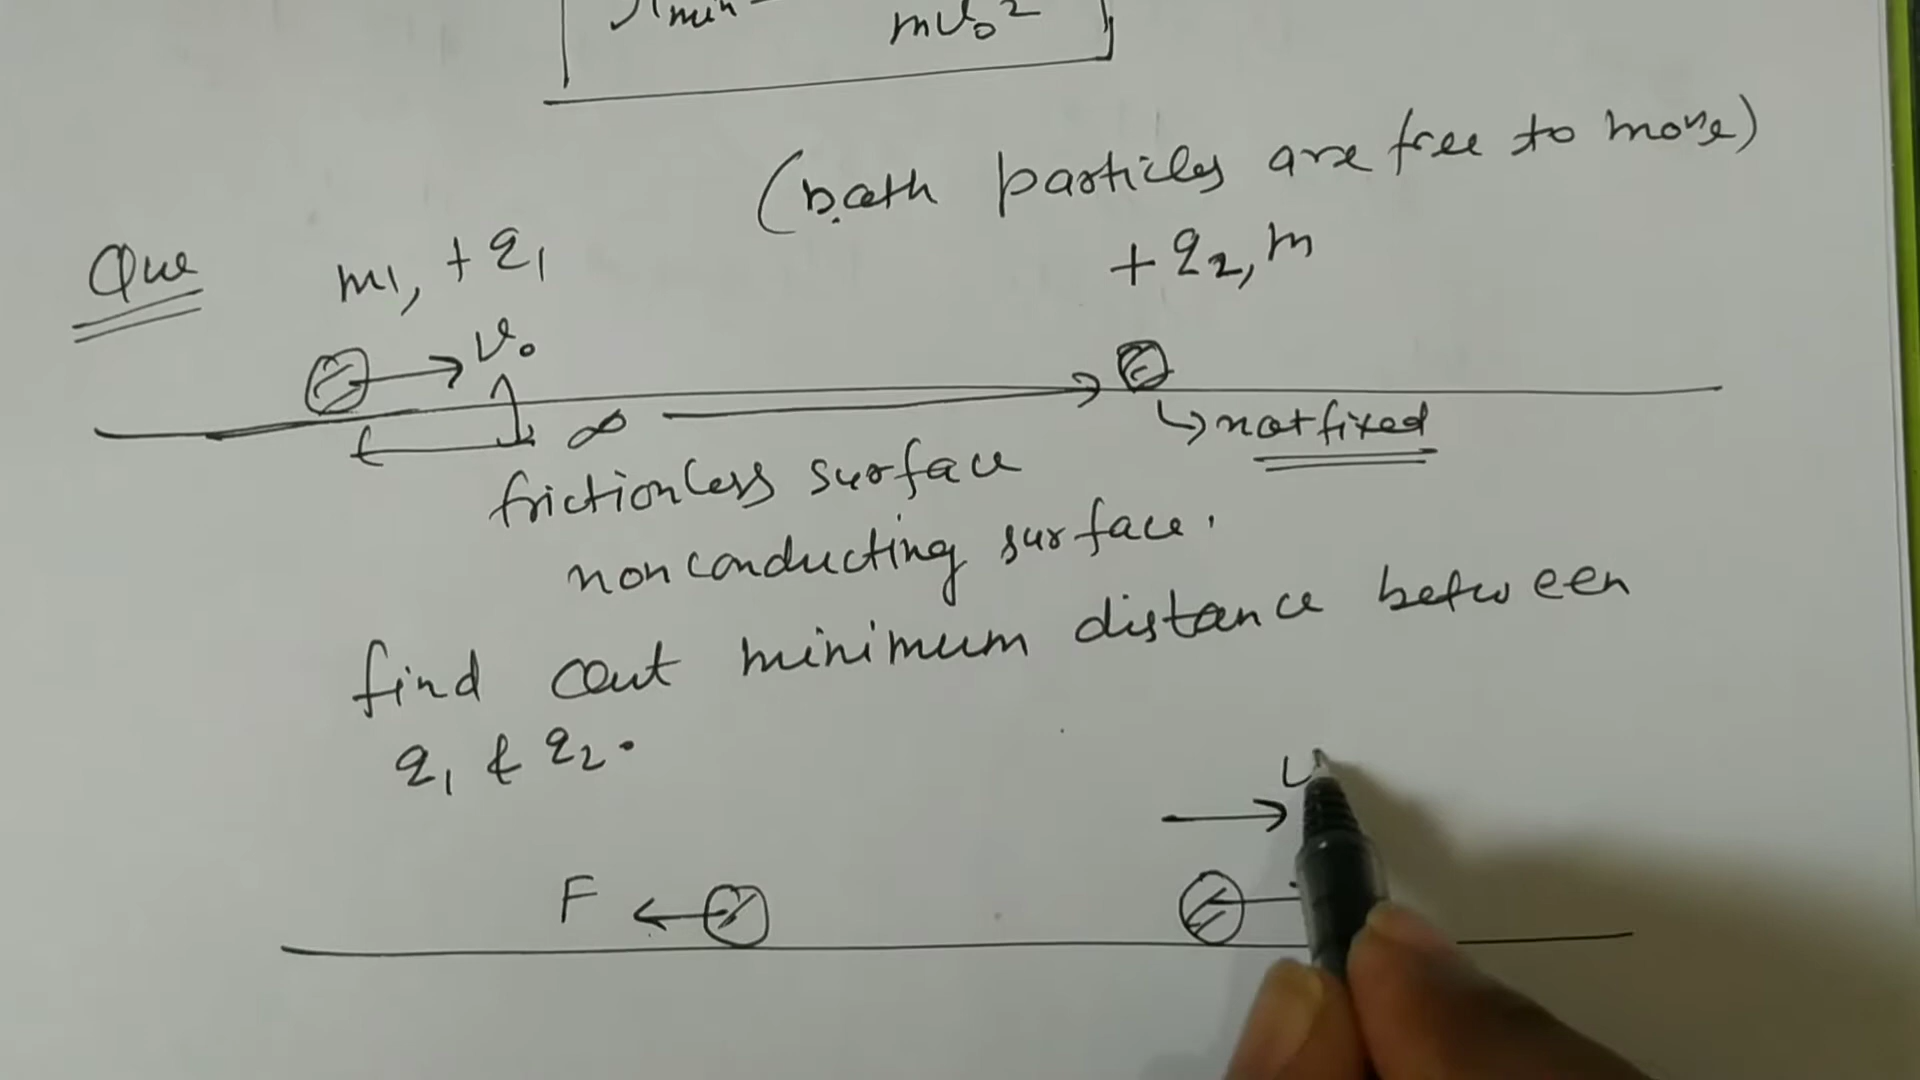 r min
mv₀²
(both particles are free to move)
Que
m1, +q₁
+q₂, m
v₀
∞
not fixed
frictionless surface
nonconducting surface.
find out minimum distance between
q₁ & q₂.
F